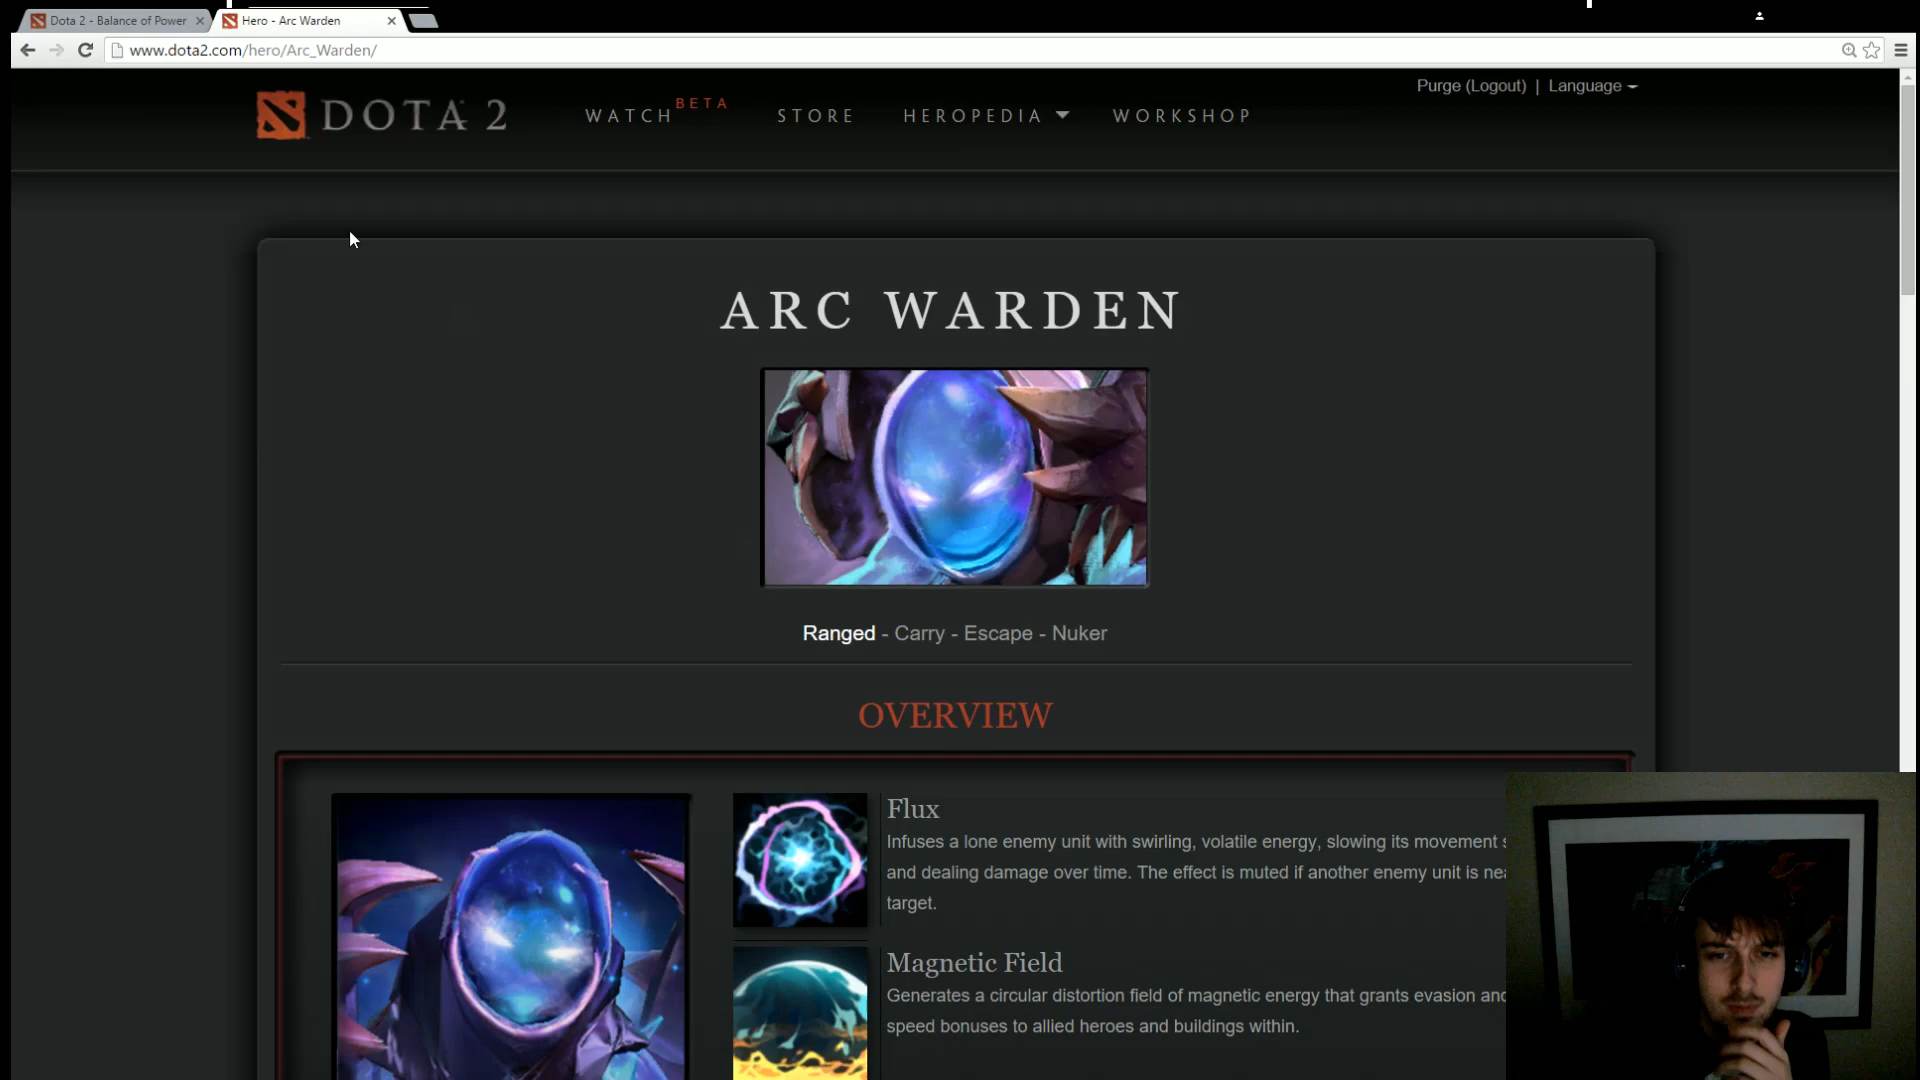 Dota 2 - Balance of Power
Hero - Arc Warden
www.dota2.com/hero/Arc_Warden/
Purge (Logout) | Language
DOTA 2
WATCH BETA
STORE
HEROPEDIA
WORKSHOP
ARC WARDEN
Ranged - Carry - Escape - Nuker
OVERVIEW
Flux
Infuses a lone enemy unit with swirling, volatile energy, slowing its movement
and dealing damage over time. The effect is muted if another enemy unit is
target.
Magnetic Field
Generates a circular distortion field of magnetic energy that grants evasion
speed bonuses to allied heroes and buildings within.